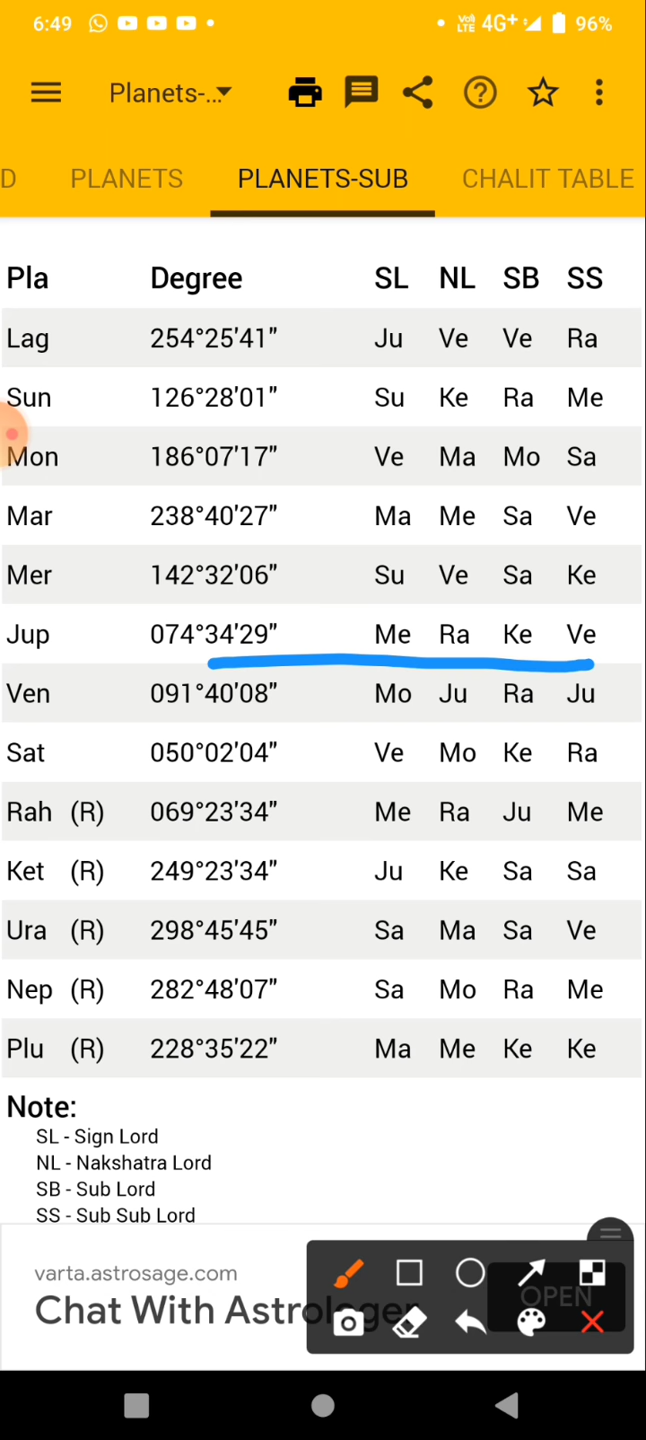 6:49 Vo) LTE 4G+ 96%
Planets-...
D PLANETS PLANETS-SUB CHALIT TABLE
Pla Degree SL NL SB SS
Lag 254°25'41" Ju Ve Ve Ra
Sun 126°28'01" Su Ke Ra Me
Mon 186°07'17" Ve Ma Mo Sa
Mar 238°40'27" Ma Me Sa Ve
Mer 142°32'06" Su Ve Sa Ke
Jup 074°34'29" Me Ra Ke Ve
Ven 091°40'08" Mo Ju Ra Ju
Sat 050°02'04" Ve Mo Ke Ra
Rah (R) 069°23'34" Me Ra Ju Me
Ket (R) 249°23'34" Ju Ke Sa Sa
Ura (R) 298°45'45" Sa Ma Sa Ve
Nep (R) 282°48'07" Sa Mo Ra Me
Plu (R) 228°35'22" Ma Me Ke Ke
Note:
SL - Sign Lord
NL - Nakshatra Lord
SB - Sub Lord
SS - Sub Sub Lord
varta.astrosage.com
Chat With Astrologer
OPEN